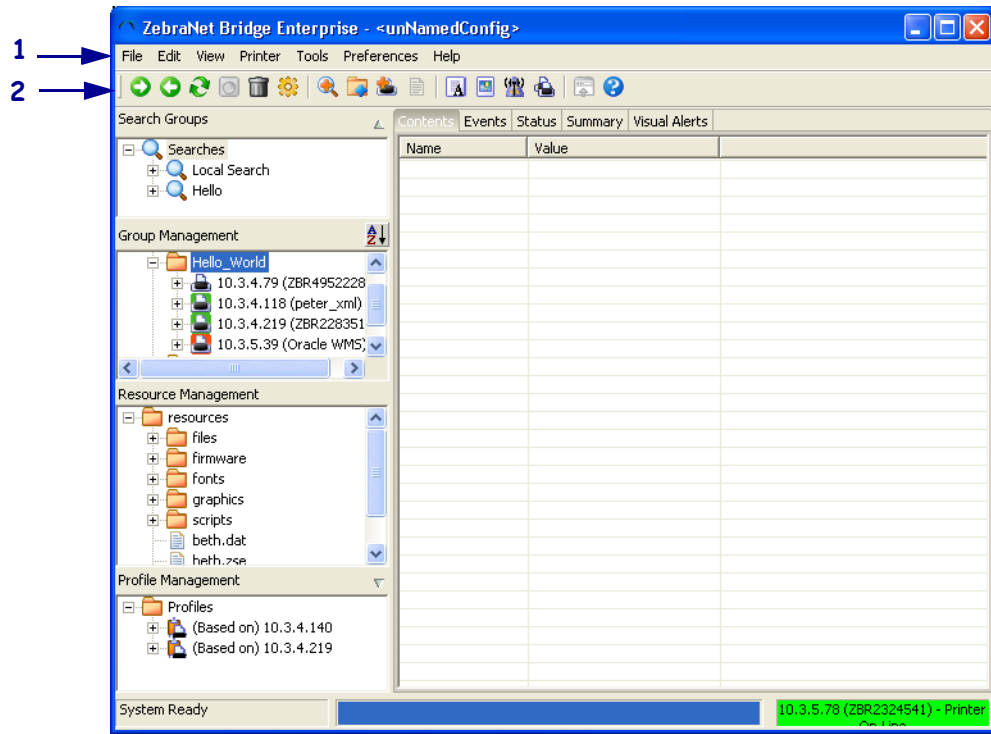 ZebraNet Bridge Enterprise - <unNamedConfig>
1
File Edit View Printer Tools Preferences Help
2
Search Groups
Contents Events Status Summary Visual Alerts
Name Value
Searches
Local Search
Hello
Group Management
Hello_World
10.3.4.79 (ZBR4952228
10.3.4.118 (peter_xml)
10.3.4.219 (ZBR228351
10.3.5.39 (Oracle WMS)
Resource Management
resources
files
firmware
fonts
graphics
scripts
beth.dat
beth.zse
Profile Management
Profiles
(Based on) 10.3.4.140
(Based on) 10.3.4.219
System Ready
10.3.5.78 (ZBR2324541) - Printer
On Line